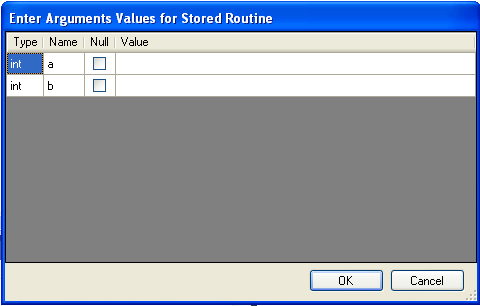 Enter Arguments Values for Stored Routine
Type Name Null Value
int a
int b
OK Cancel